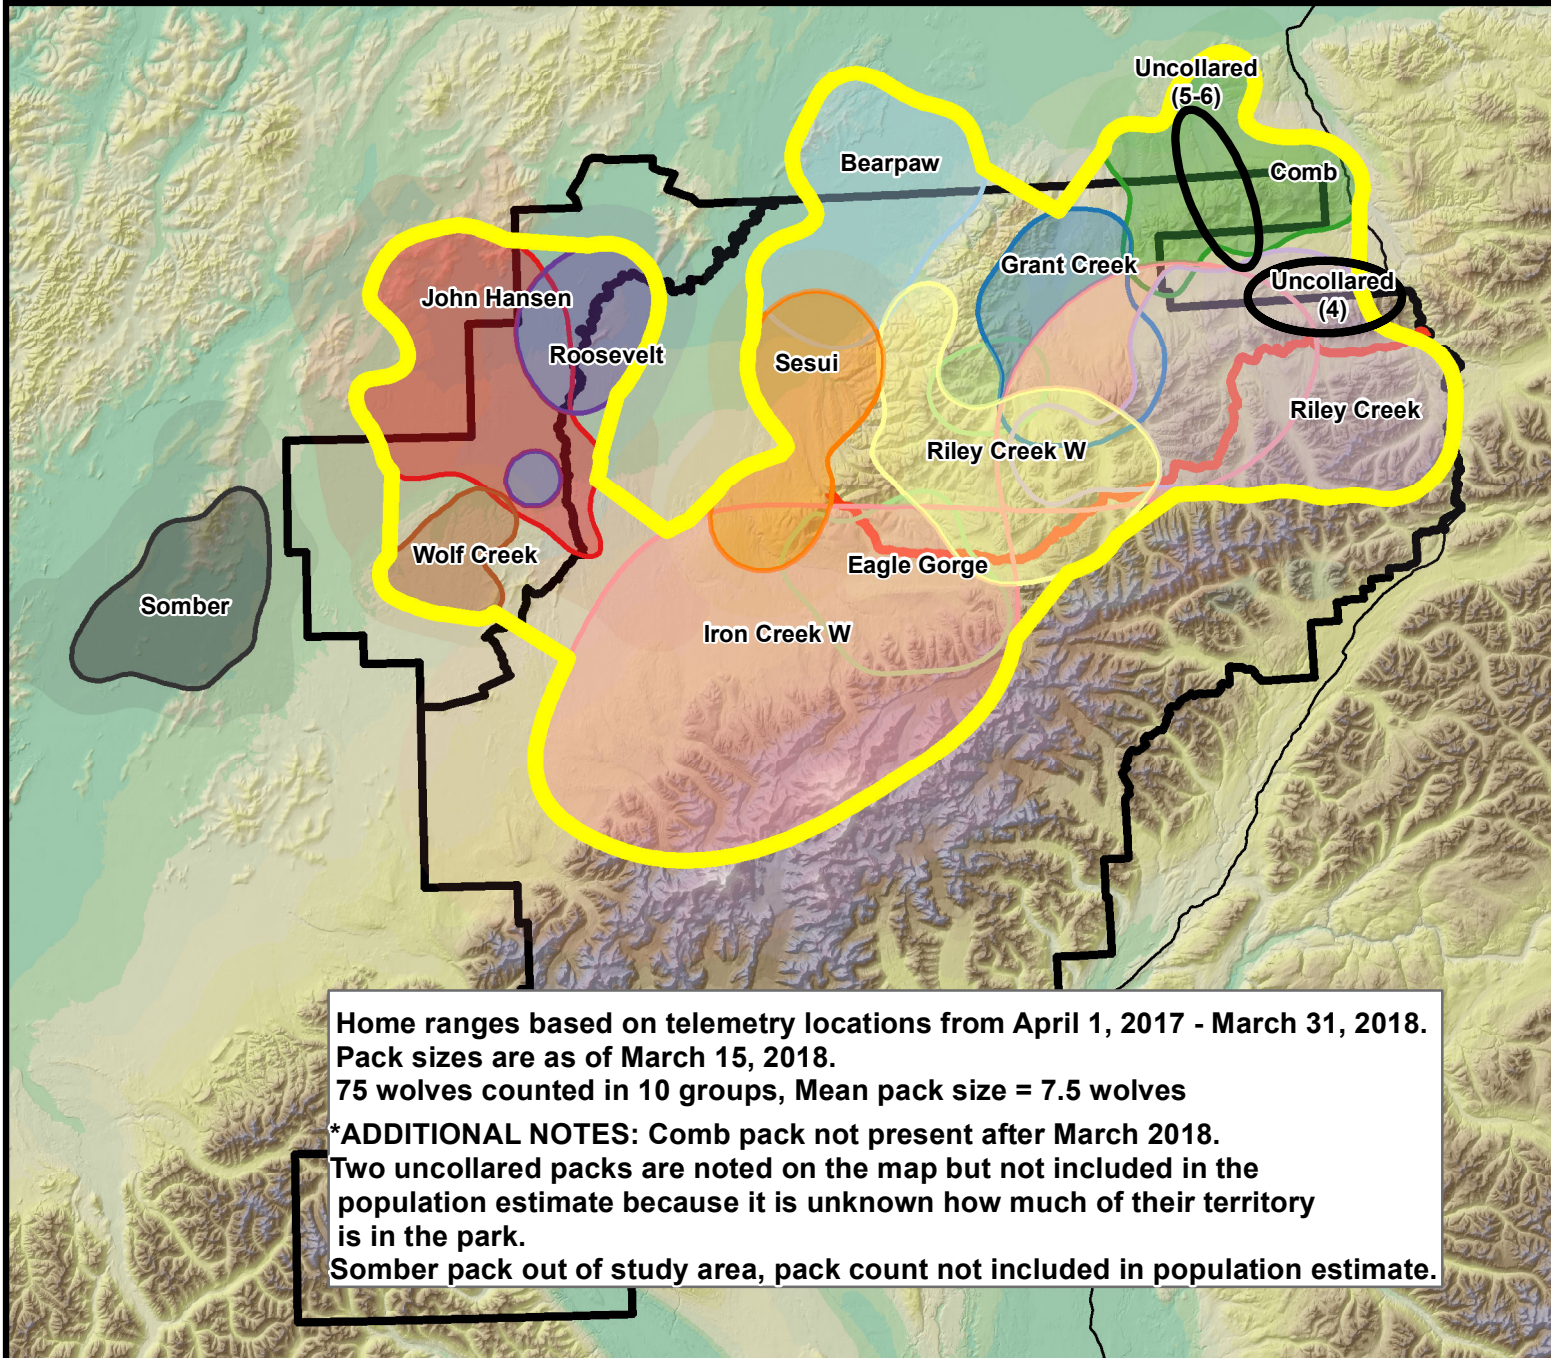 Uncollared
(5-6)
Bearpaw
Comb
Grant Creek
Uncollared
(4)
John Hansen
Roosevelt
Sesui
Riley Creek
Riley Creek W
Wolf Creek
Eagle Gorge
Somber
Iron Creek W
Home ranges based on telemetry locations from April 1, 2017 - March 31, 2018.
Pack sizes are as of March 15, 2018.
75 wolves counted in 10 groups, Mean pack size = 7.5 wolves
*ADDITIONAL NOTES: Comb pack not present after March 2018.
Two uncollared packs are noted on the map but not included in the
population estimate because it is unknown how much of their territory
is in the park.
Somber pack out of study area, pack count not included in population estimate.